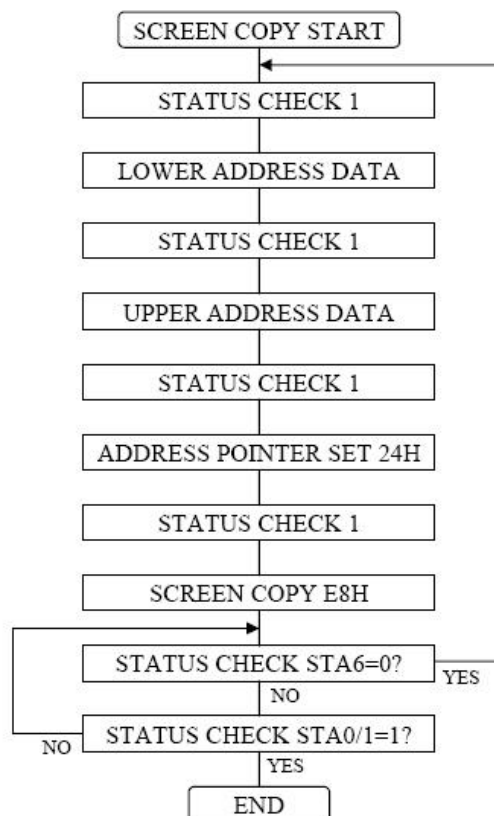 SCREEN COPY START
STATUS CHECK 1
LOWER ADDRESS DATA
STATUS CHECK 1
UPPER ADDRESS DATA
STATUS CHECK 1
ADDRESS POINTER SET 24H
STATUS CHECK 1
SCREEN COPY E8H
STATUS CHECK STA6=0?
YES
NO
STATUS CHECK STA0/1=1?
NO
YES
END